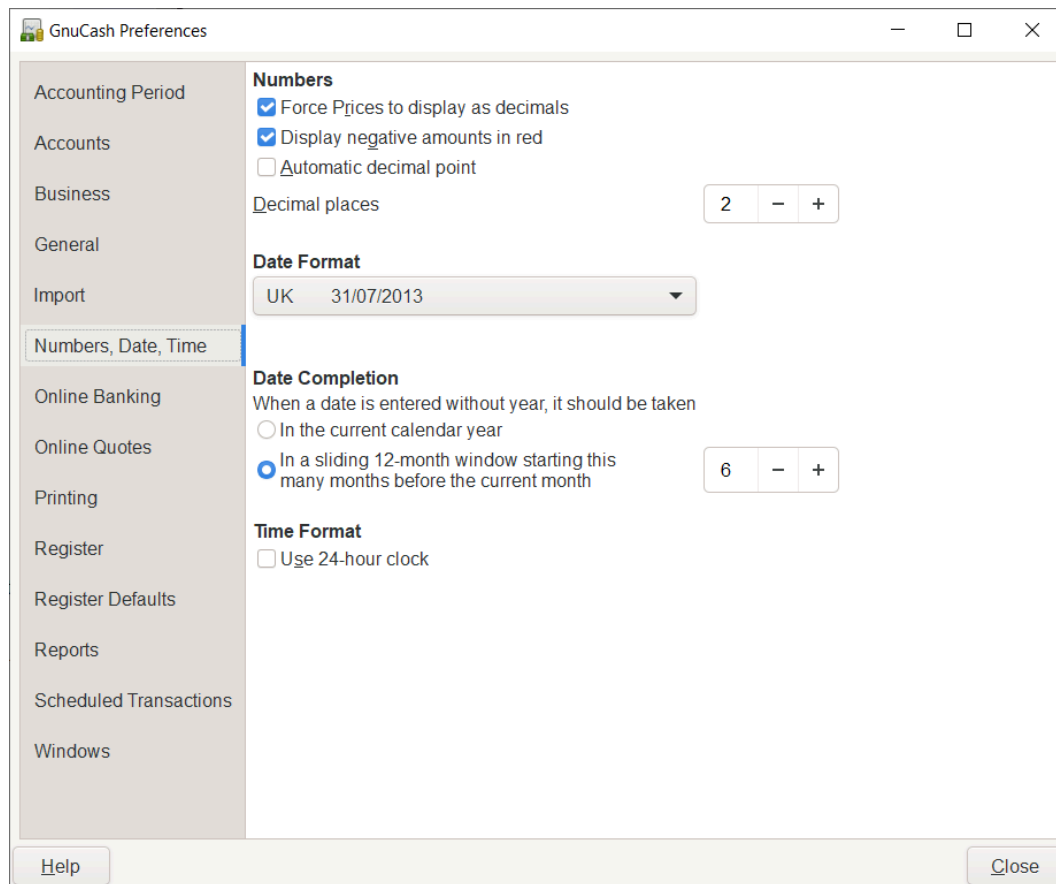 GnuCash Preferences
Accounting Period
Accounts
Business
General
Import
Numbers, Date, Time
Online Banking
Online Quotes
Printing
Register
Register Defaults
Reports
Scheduled Transactions
Windows
Numbers
Force Prices to display as decimals
Display negative amounts in red
Automatic decimal point
Decimal places 2 − +
Date Format
UK 31/07/2013
Date Completion
When a date is entered without year, it should be taken
In the current calendar year
In a sliding 12-month window starting this
many months before the current month
6 − +
Time Format
Use 24-hour clock
Help
Close